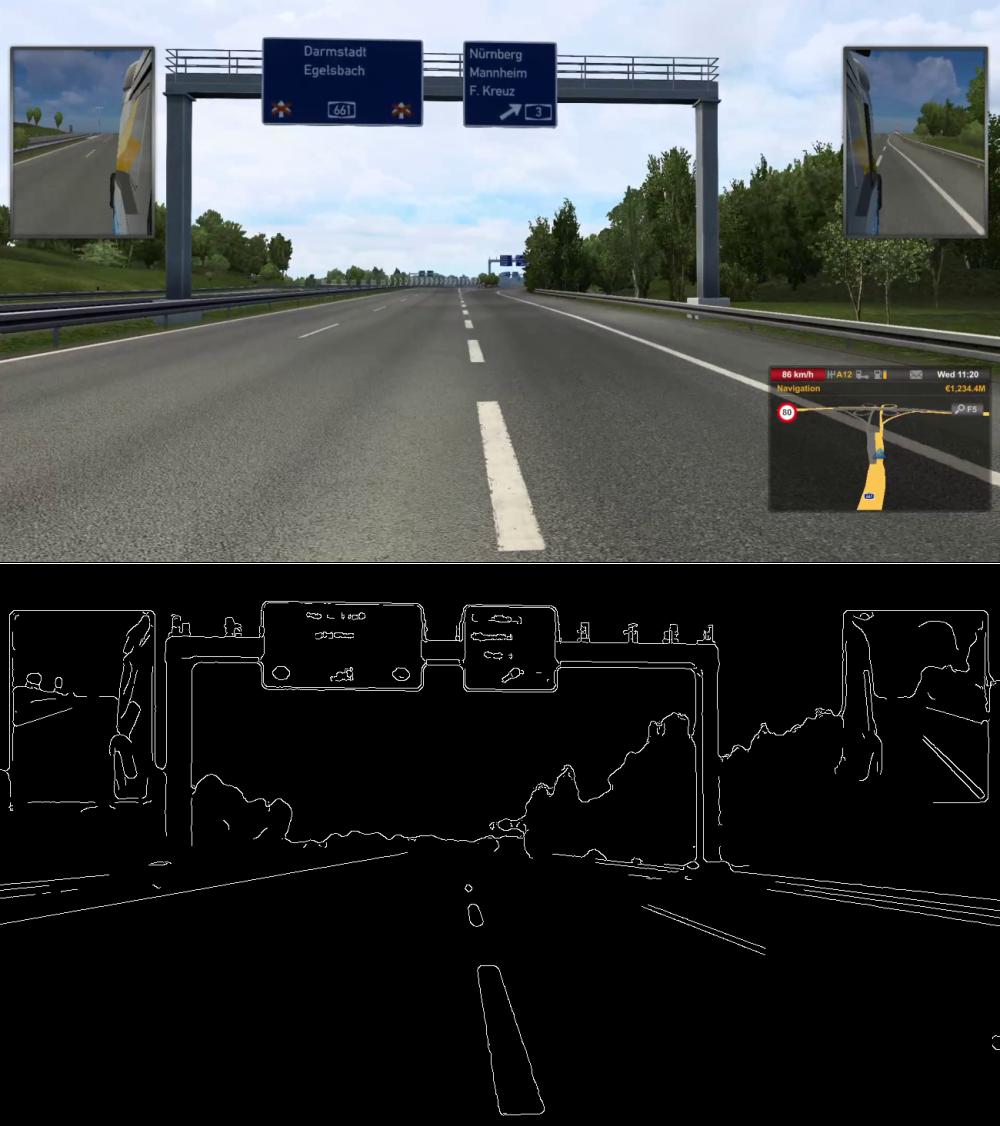 Darmstadt
Egelsbach
661
Nürnberg
Mannheim
F. Kreuz
3
86 km/h
A12
Wed 11:20
Navigation
€1,234.4M
80
F5